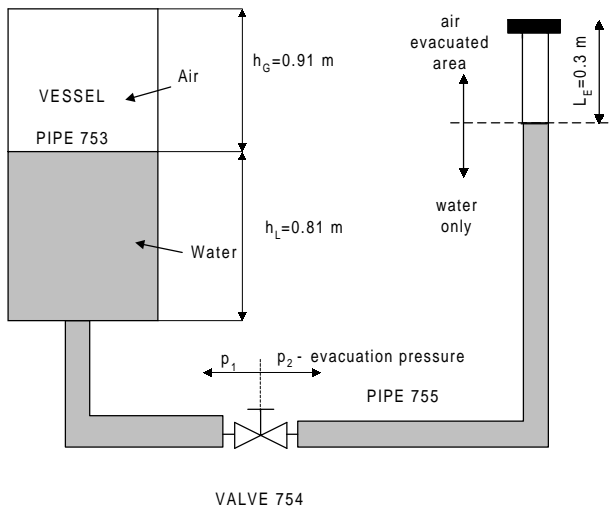 VESSEL
Air
PIPE 753
h_G=0.91 m
Water
h_L=0.81 m
air
evacuated
area
L_E=0.3 m
water
only
p_1
p_2 - evacuation pressure
PIPE 755
VALVE 754